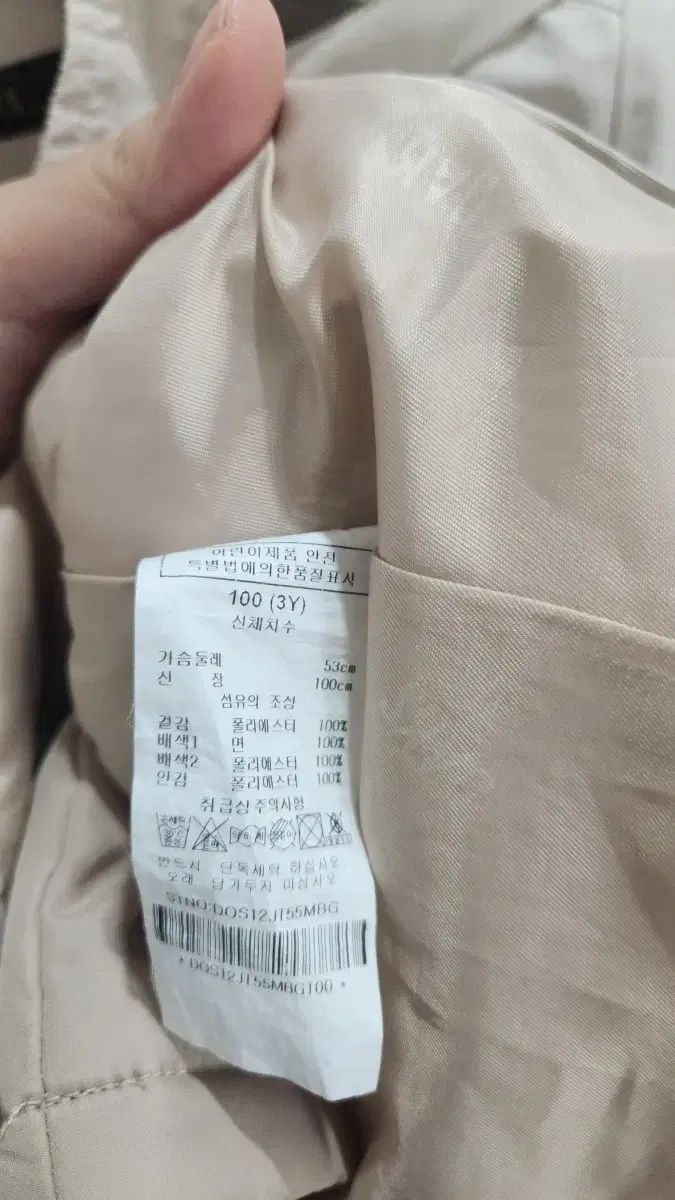 어린이제품 안전
특별법에의한품질표시
100 (3Y)
신체치수
가슴둘레 53cm
신 장 100cm
섬유의 조성
겉감 폴리에스터 100%
배색1 면 100%
배색2 폴리에스터 100%
안감 폴리에스터 100%
취급상주의사항
손세탁
반드시 단독세탁 하십시오
오래 담가두지 마십시오
STNO:DOS12JT55MBG
*DOS12JT55MBG100*